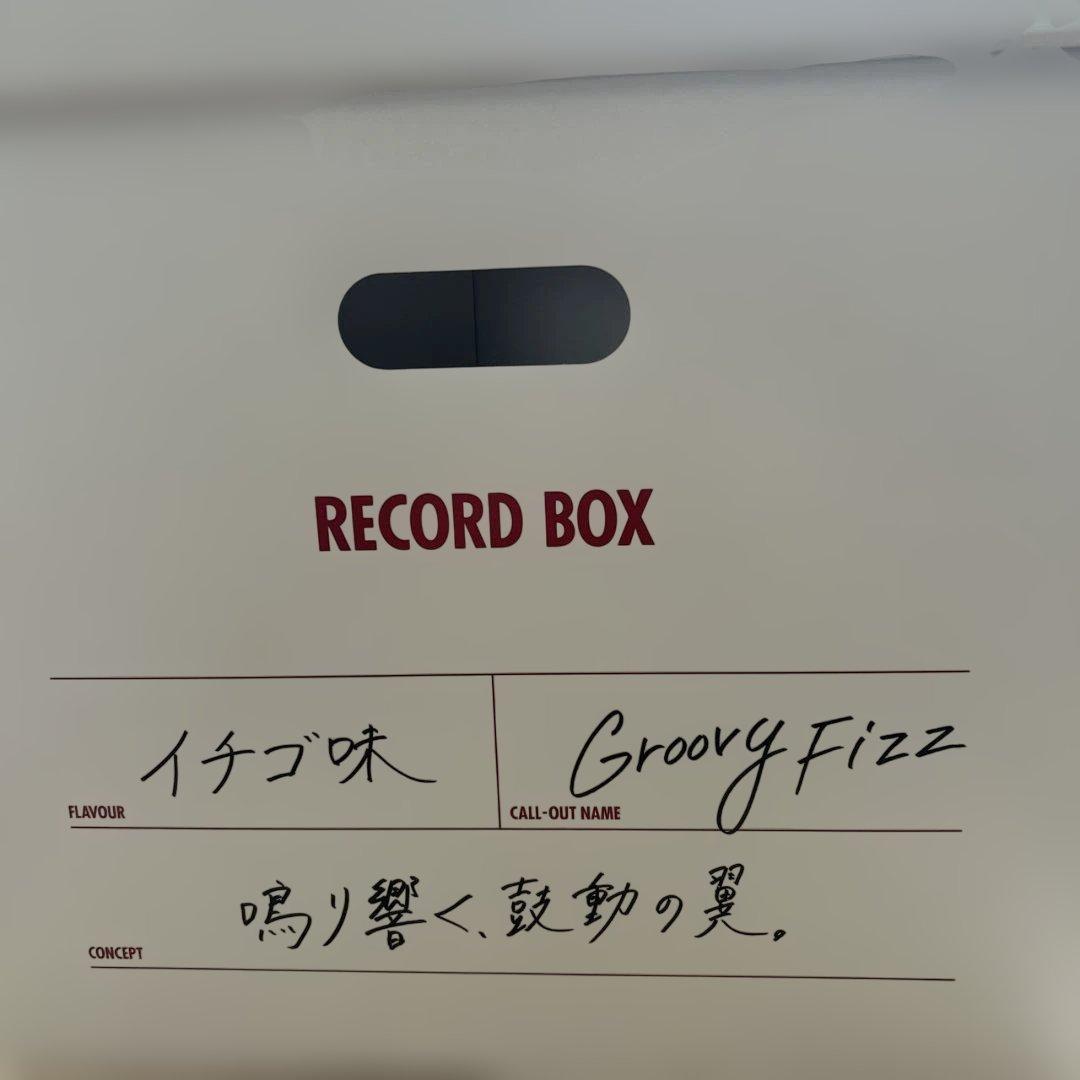 RECORD BOX
イチゴ味
Groovy Fizz
FLAVOUR
CALL-OUT NAME
鳴り響く、鼓動の翼。
CONCEPT